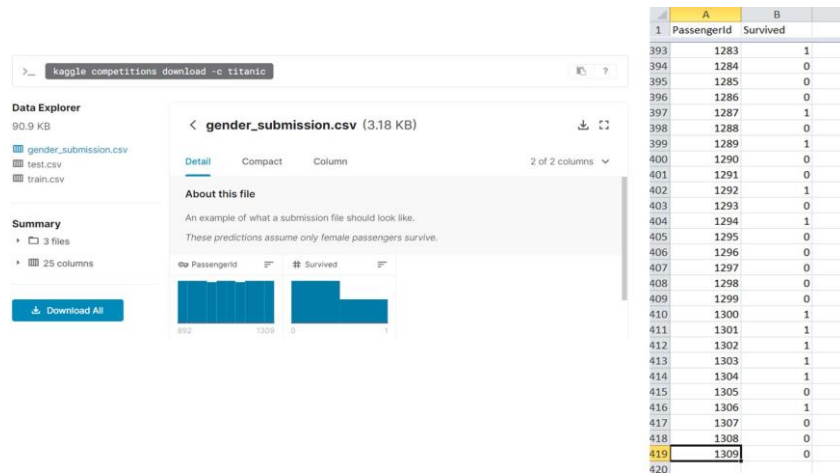 >_ kaggle competitions download -c titanic ?
Data Explorer
90.9 KB
gender_submission.csv
test.csv
train.csv
Summary
3 files
25 columns
Download All
< gender_submission.csv (3.18 KB)
Detail Compact Column 2 of 2 columns
About this file
An example of what a submission file should look like.
These predictions assume only female passengers survive.
PassengerId # Survived
892 1309 0 1
A B
1 PassengerId Survived
393 1283 1
394 1284 0
395 1285 0
396 1286 0
397 1287 1
398 1288 0
399 1289 1
400 1290 0
401 1291 0
402 1292 1
403 1293 0
404 1294 1
405 1295 0
406 1296 0
407 1297 0
408 1298 0
409 1299 0
410 1300 1
411 1301 1
412 1302 1
413 1303 1
414 1304 1
415 1305 0
416 1306 1
417 1307 0
418 1308 0
419 1309 0
420